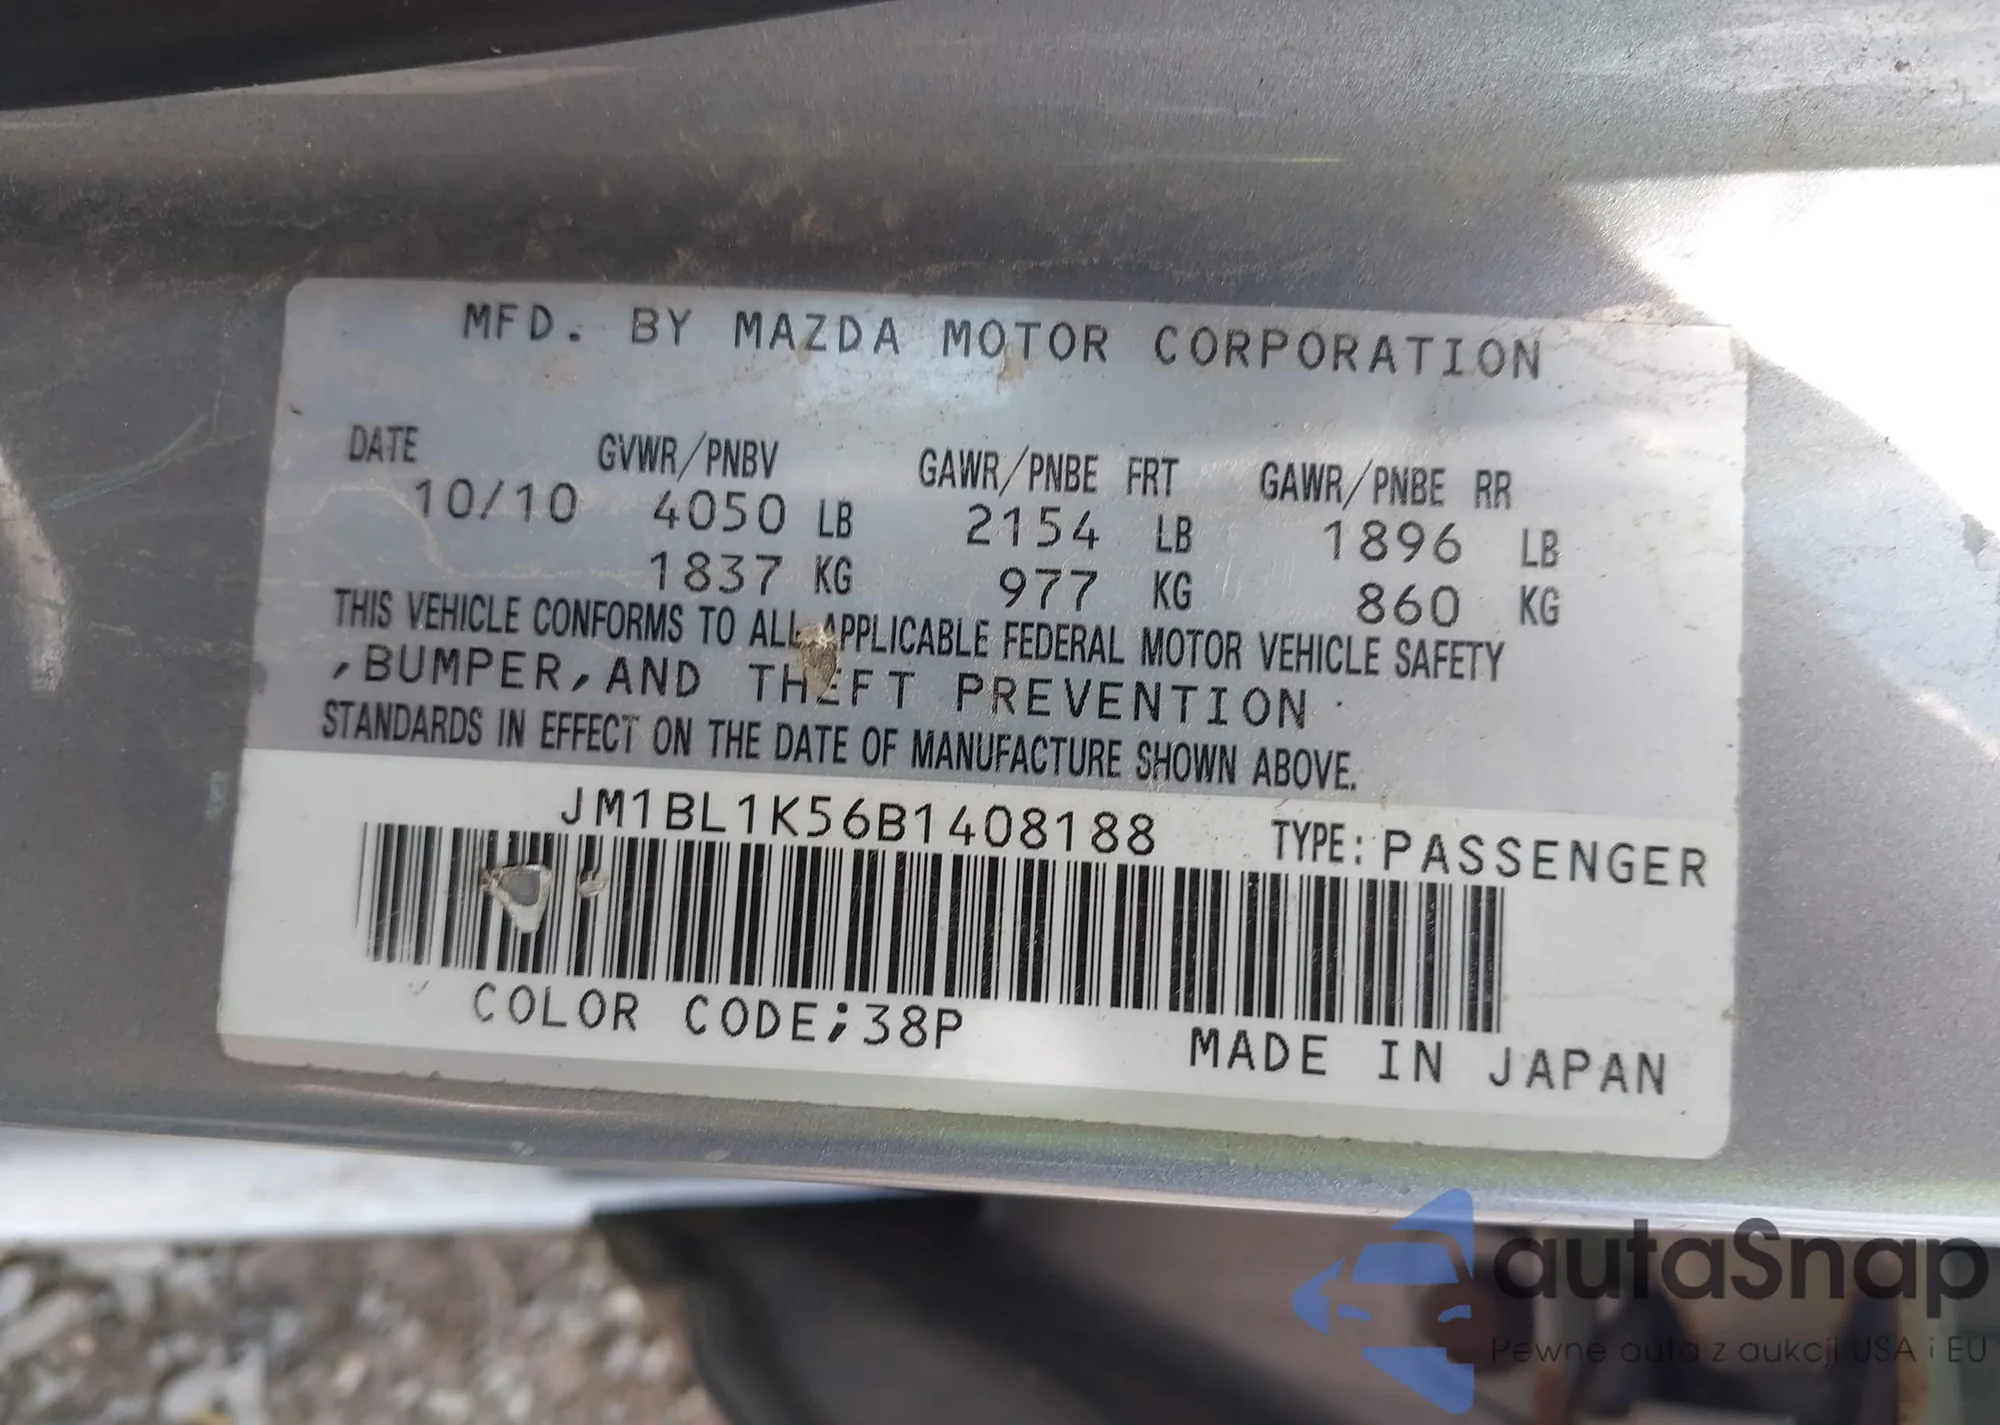 MFD. BY MAZDA MOTOR CORPORATION
DATE GVWR/PNBV GAWR/PNBE FRT GAWR/PNBE RR
10/10 4050 LB 2154 LB 1896 LB
1837 KG 977 KG 860 KG
THIS VEHICLE CONFORMS TO ALL APPLICABLE FEDERAL MOTOR VEHICLE SAFETY
,BUMPER,AND THEFT PREVENTION
STANDARDS IN EFFECT ON THE DATE OF MANUFACTURE SHOWN ABOVE.
JM1BL1K56B1408188 TYPE: PASSENGER
COLOR CODE;38P
MADE IN JAPAN
autaSnap
Pewne auta z aukcji USA i EU